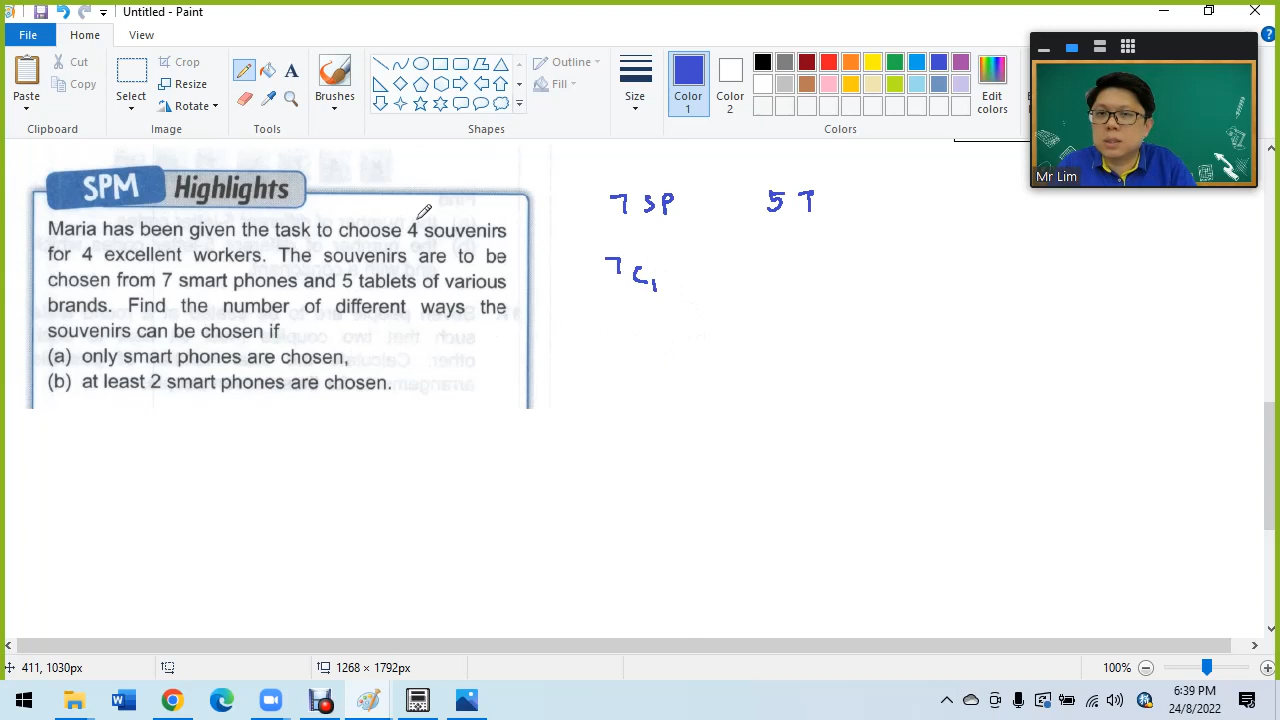 Untitled - Paint
File Home View
Paste
Cut
Copy
Clipboard
Select
Crop
Resize
Rotate
Image
A
Tools
Brushes
Shapes
Outline
Fill
Size
Color 1
Color 2
Edit colors
Colors
Mr Lim
SPM Highlights
Maria has been given the task to choose 4 souvenirs
for 4 excellent workers. The souvenirs are to be
chosen from 7 smart phones and 5 tablets of various
brands. Find the number of different ways the
souvenirs can be chosen if
(a) only smart phones are chosen,
(b) at least 2 smart phones are chosen.
7 SP 5 T
7 C 1
411, 1030px
1268 × 1792px
100%
6:39 PM
24/8/2022